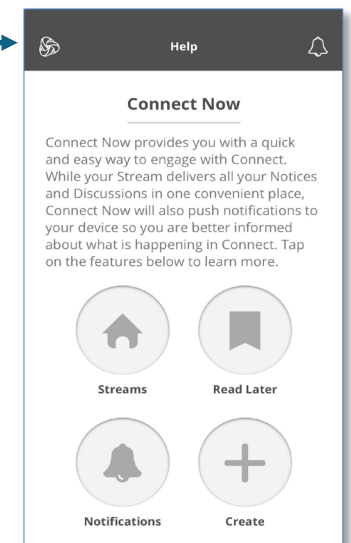 Help
Connect Now
Connect Now provides you with a quick
and easy way to engage with Connect.
While your Stream delivers all your Notices
and Discussions in one convenient place,
Connect Now will also push notifications to
your device so you are better informed
about what is happening in Connect. Tap
on the features below to learn more.
Streams
Read Later
Notifications
Create